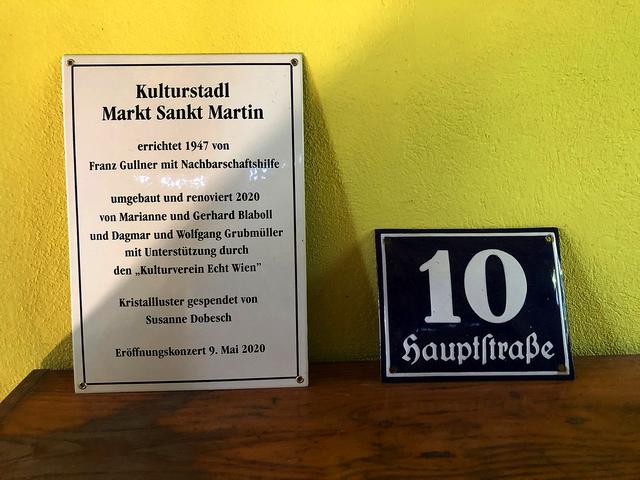 Kulturstadl
Markt Sankt Martin
errichtet 1947 von
Franz Gullner mit Nachbarschaftshilfe
umgebaut und renoviert 2020
von Marianne und Gerhard Blaboll
und Dagmar und Wolfgang Grubmüller
mit Unterstützung durch
den „Kulturverein Echt Wien”
Kristallluster gespendet von
Susanne Dobesch
Eröffnungskonzert 9. Mai 2020
10
Hauptſtraße